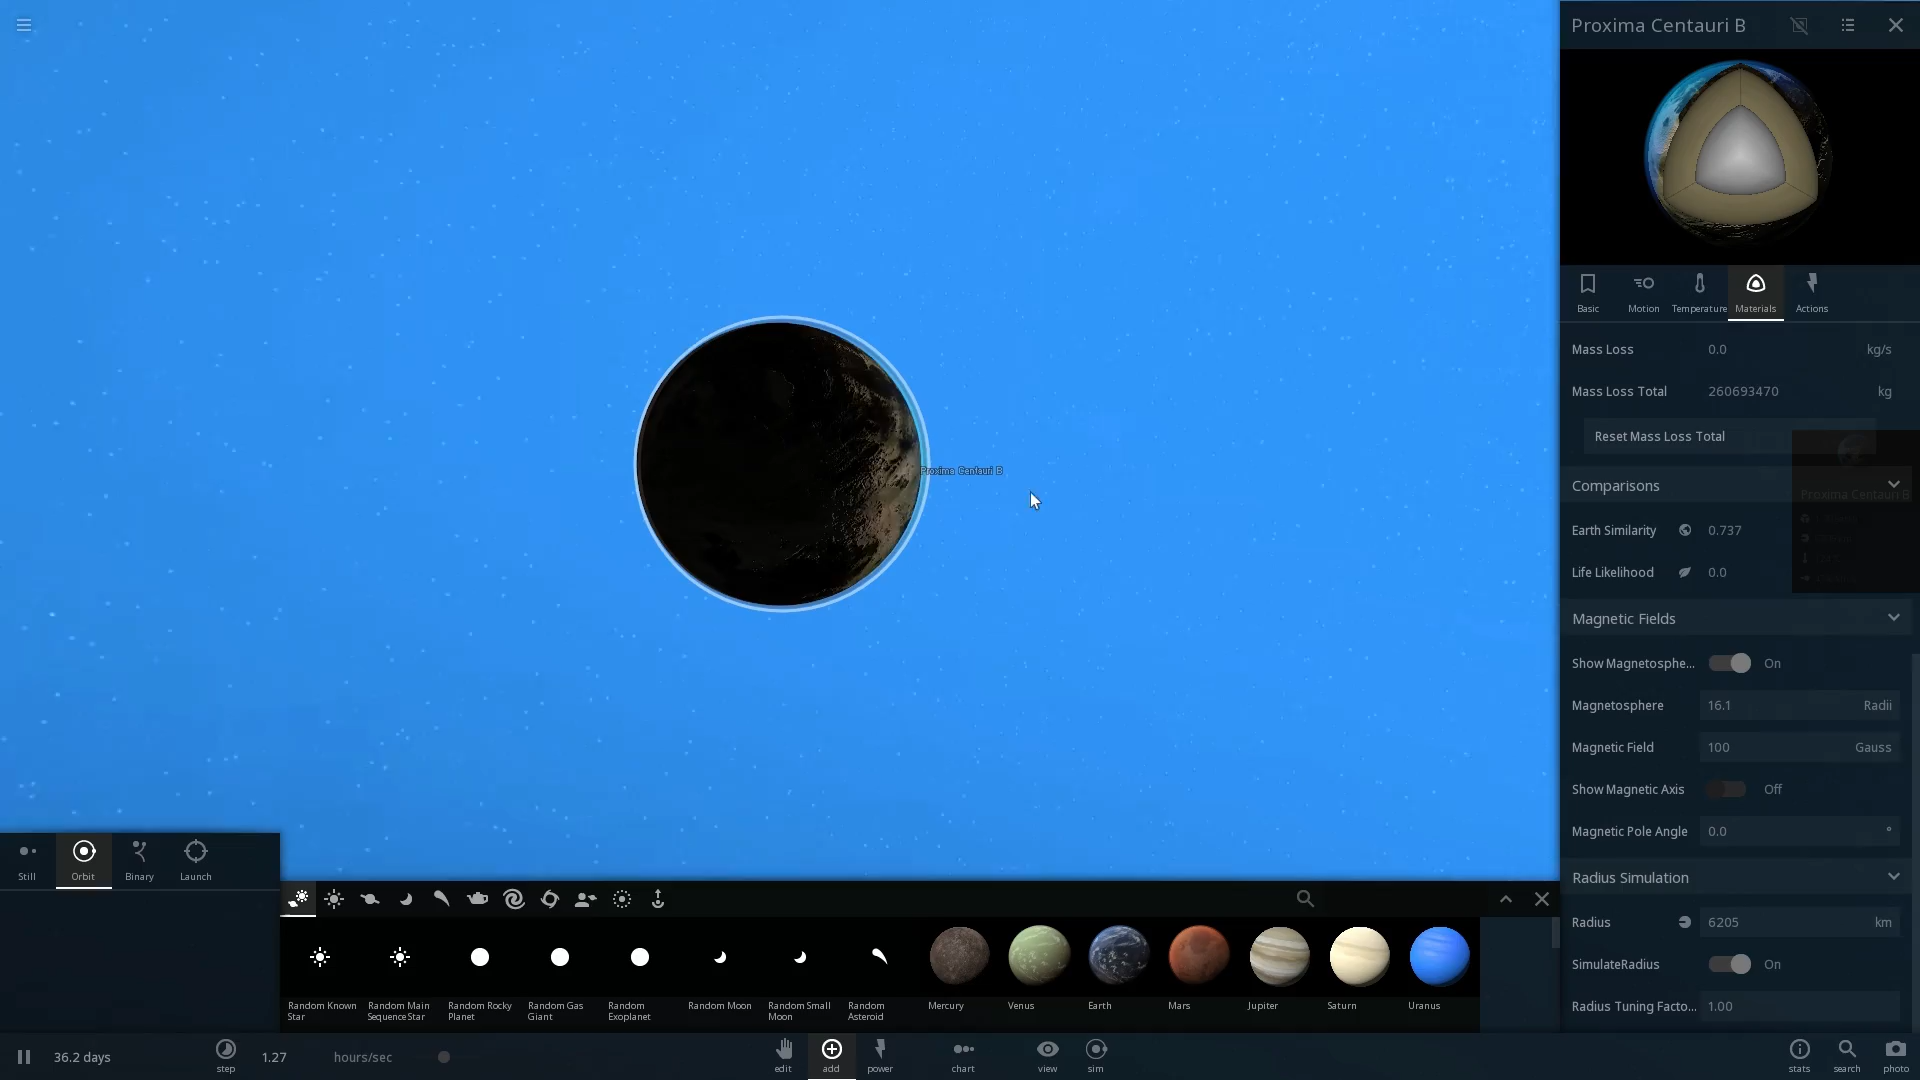 Proxima Centauri B
Basic
Motion
Temperature
Materials
Actions
Mass Loss 0.0 kg/s
Mass Loss Total 260693470 kg
Reset Mass Loss Total
Comparisons
Proxima Centauri B
Proxima Centauri B
Earth Similarity 0.737
Life Likelihood 0.0
Magnetic Fields
Show Magnetosphe... On
Magnetosphere 16.1 Radii
Magnetic Field 100 Gauss
Show Magnetic Axis Off
Magnetic Pole Angle 0.0 °
Radius Simulation
Radius 6205 km
SimulateRadius On
Radius Tuning Facto... 1.00
Still
Orbit
Binary
Launch
Random Known
Star
Random Main
Sequence Star
Random Rocky
Planet
Random Gas
Giant
Random
Exoplanet
Random Moon
Random Small
Moon
Random
Asteroid
Mercury
Venus
Earth
Mars
Jupiter
Saturn
Uranus
36.2 days
step
1.27 hours/sec
edit
add
power
chart
view
sim
stats
search
photo